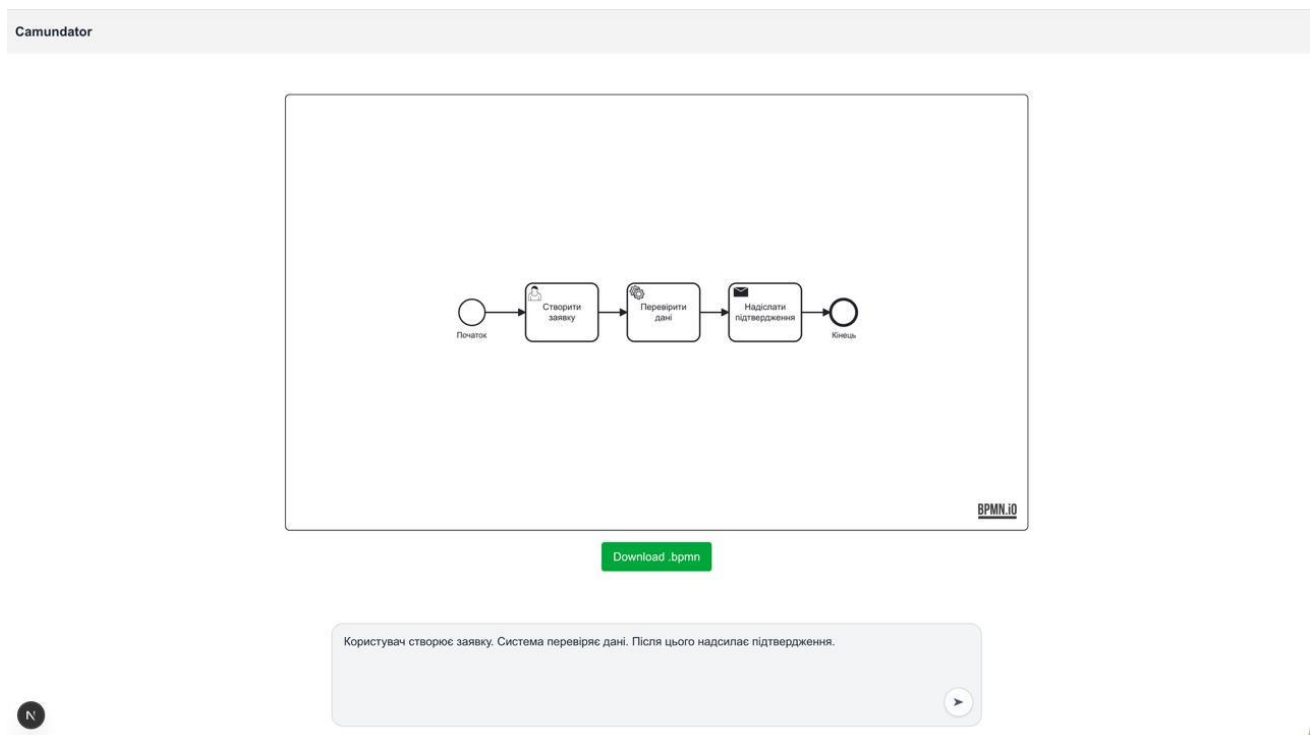 Camundator
Створити
заявку
Перевірити
дані
Надіслати
підтвердження
Початок
Кінець
BPMN.iO
Download .bpmn
Користувач створює заявку. Система перевіряє дані. Після цього надсилає підтвердження.
N